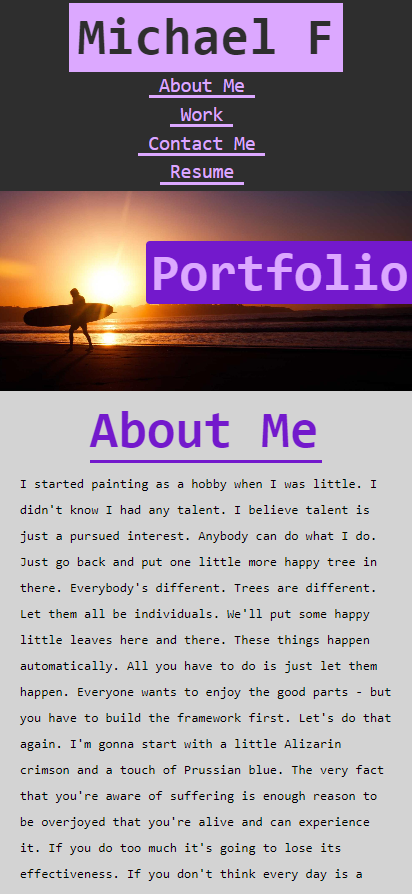 Michael F
About Me
Work
Contact Me
Resume
Portfolio
About Me
I started painting as a hobby when I was little. I
didn't know I had any talent. I believe talent is
just a pursued interest. Anybody can do what I do.
Just go back and put one little more happy tree in
there. Everybody's different. Trees are different.
Let them all be individuals. We'll put some happy
little leaves here and there. These things happen
automatically. All you have to do is just let them
happen. Everyone wants to enjoy the good parts - but
you have to build the framework first. Let's do that
again. I'm gonna start with a little Alizarin
crimson and a touch of Prussian blue. The very fact
that you're aware of suffering is enough reason to
be overjoyed that you're alive and can experience
it. If you do too much it's going to lose its
effectiveness. If you don't think every day is a